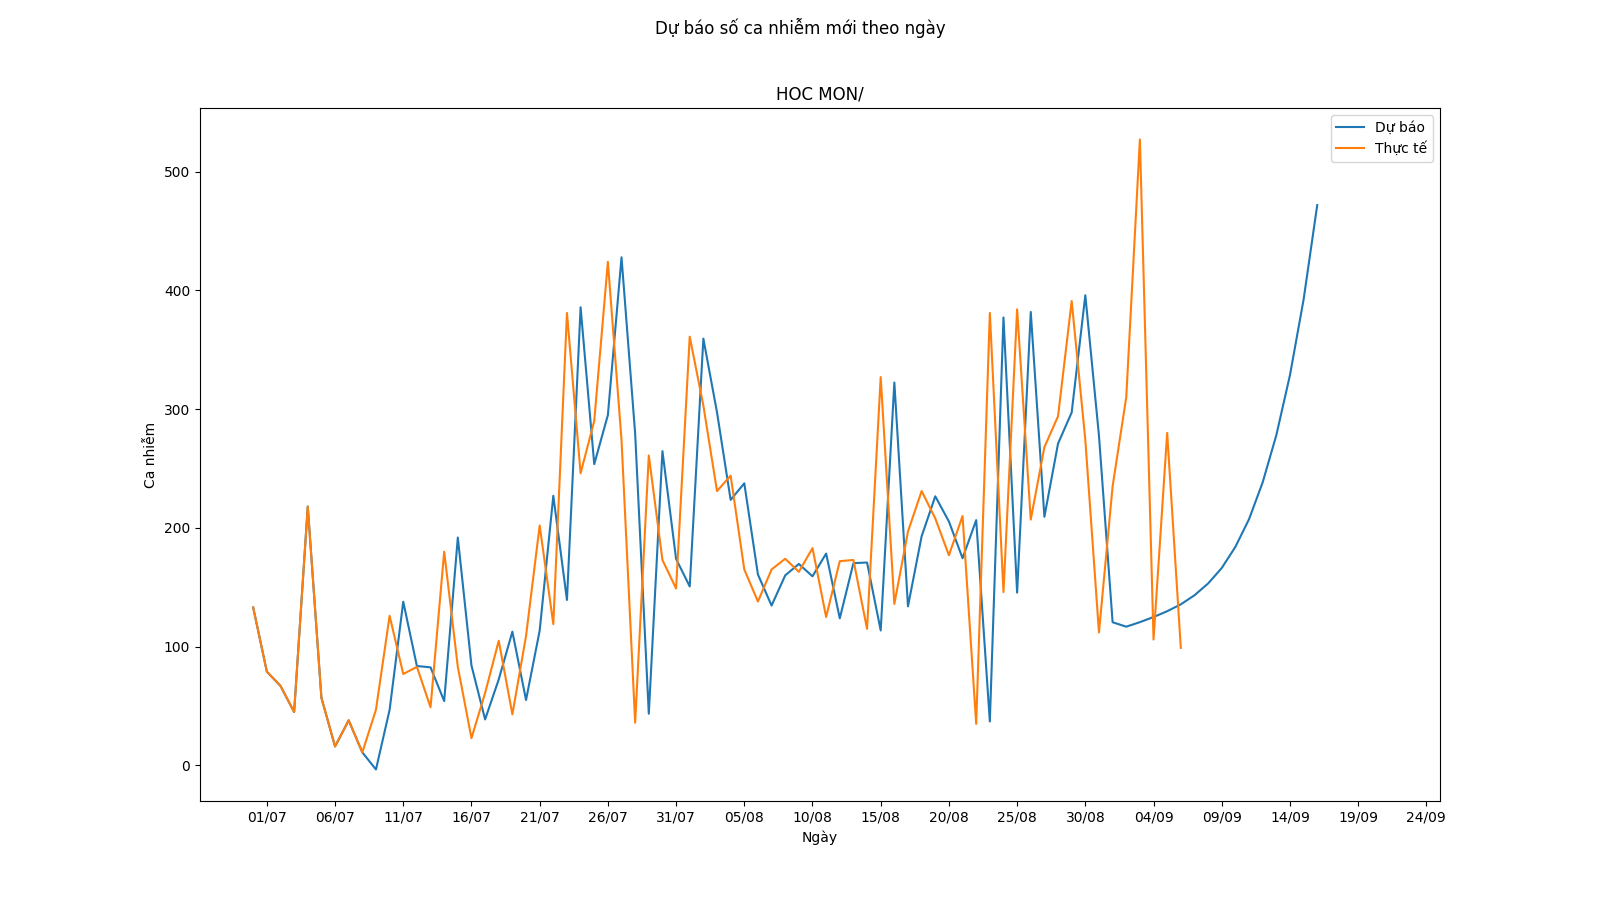 Dự báo số ca nhiễm mới theo ngày
HOC MON/
Dự báo
Thực tế
500
400
300
200
100
0
Ca nhiễm
01/07 06/07 11/07 16/07 21/07 26/07 31/07 05/08 10/08 15/08 20/08 25/08 30/08 04/09 09/09 14/09 19/09 24/09
Ngày